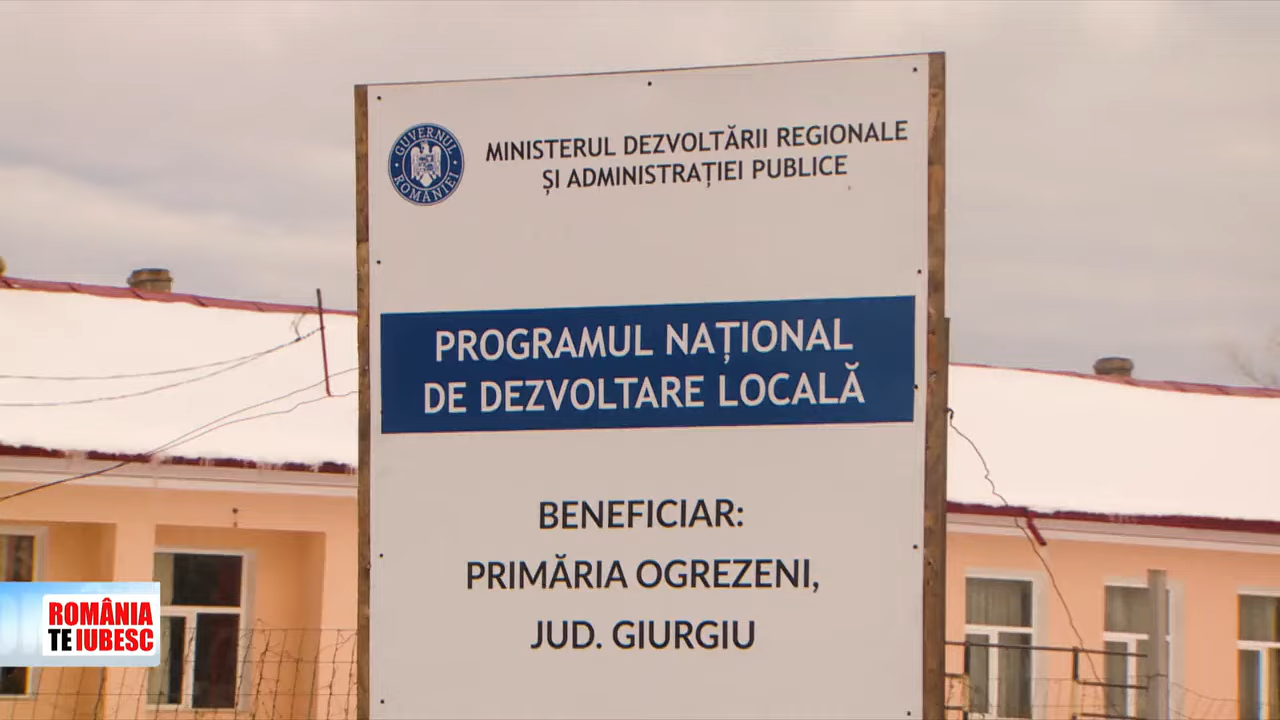 GUVERNUL
ROMÂNIEI
MINISTERUL DEZVOLTĂRII REGIONALE
ȘI ADMINISTRAȚIEI PUBLICE
PROGRAMUL NAȚIONAL
DE DEZVOLTARE LOCALĂ
BENEFICIAR:
PRIMĂRIA OGREZENI,
JUD. GIURGIU
ROMÂNIA
TE IUBESC